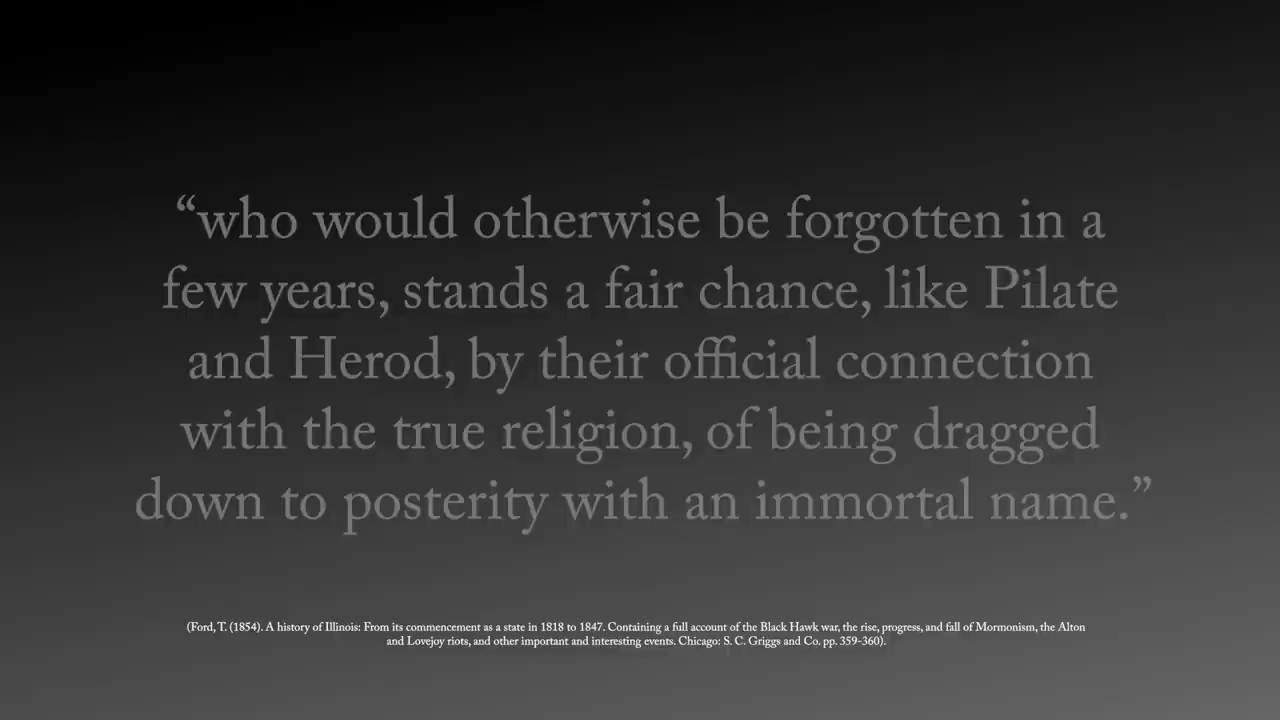 “who would otherwise be forgotten in a
few years, stands a fair chance, like Pilate
and Herod, by their official connection
with the true religion, of being dragged
down to posterity with an immortal name.”
(Ford, T. (1854). A history of Illinois: From its commencement as a state in 1818 to 1847. Containing a full account of the Black Hawk war, the rise, progress, and fall of Mormonism, the Alton
and Lovejoy riots, and other important and interesting events. Chicago: S. C. Griggs and Co. pp. 359-360).